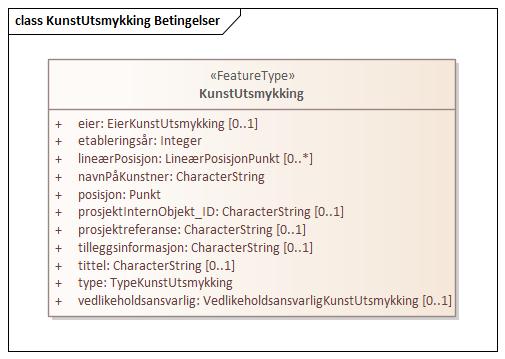 class KunstUtsmykking Betingelser
«FeatureType»
KunstUtsmykking
+ eier: EierKunstUtsmykking [0..1]
+ etableringsår: Integer
+ lineærPosisjon: LineærPosisjonPunkt [0..*]
+ navnPåKunstner: CharacterString
+ posisjon: Punkt
+ prosjektInternObjekt_ID: CharacterString [0..1]
+ prosjektreferanse: CharacterString [0..1]
+ tilleggsinformasjon: CharacterString [0..1]
+ tittel: CharacterString [0..1]
+ type: TypeKunstUtsmykking
+ vedlikeholdsansvarlig: VedlikeholdsansvarligKunstUtsmykking [0..1]